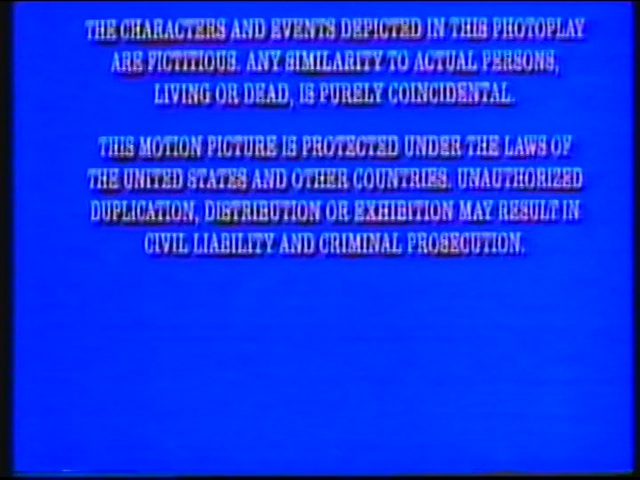 THE CHARACTERS AND EVENTS DEPICTED IN THIS PHOTOPLAY
ARE FICTITIOUS. ANY SIMILARITY TO ACTUAL PERSONS,
LIVING OR DEAD, IS PURELY COINCIDENTAL.
THIS MOTION PICTURE IS PROTECTED UNDER THE LAWS OF
THE UNITED STATES AND OTHER COUNTRIES. UNAUTHORIZED
DUPLICATION, DISTRIBUTION OR EXHIBITION MAY RESULT IN
CIVIL LIABILITY AND CRIMINAL PROSECUTION.